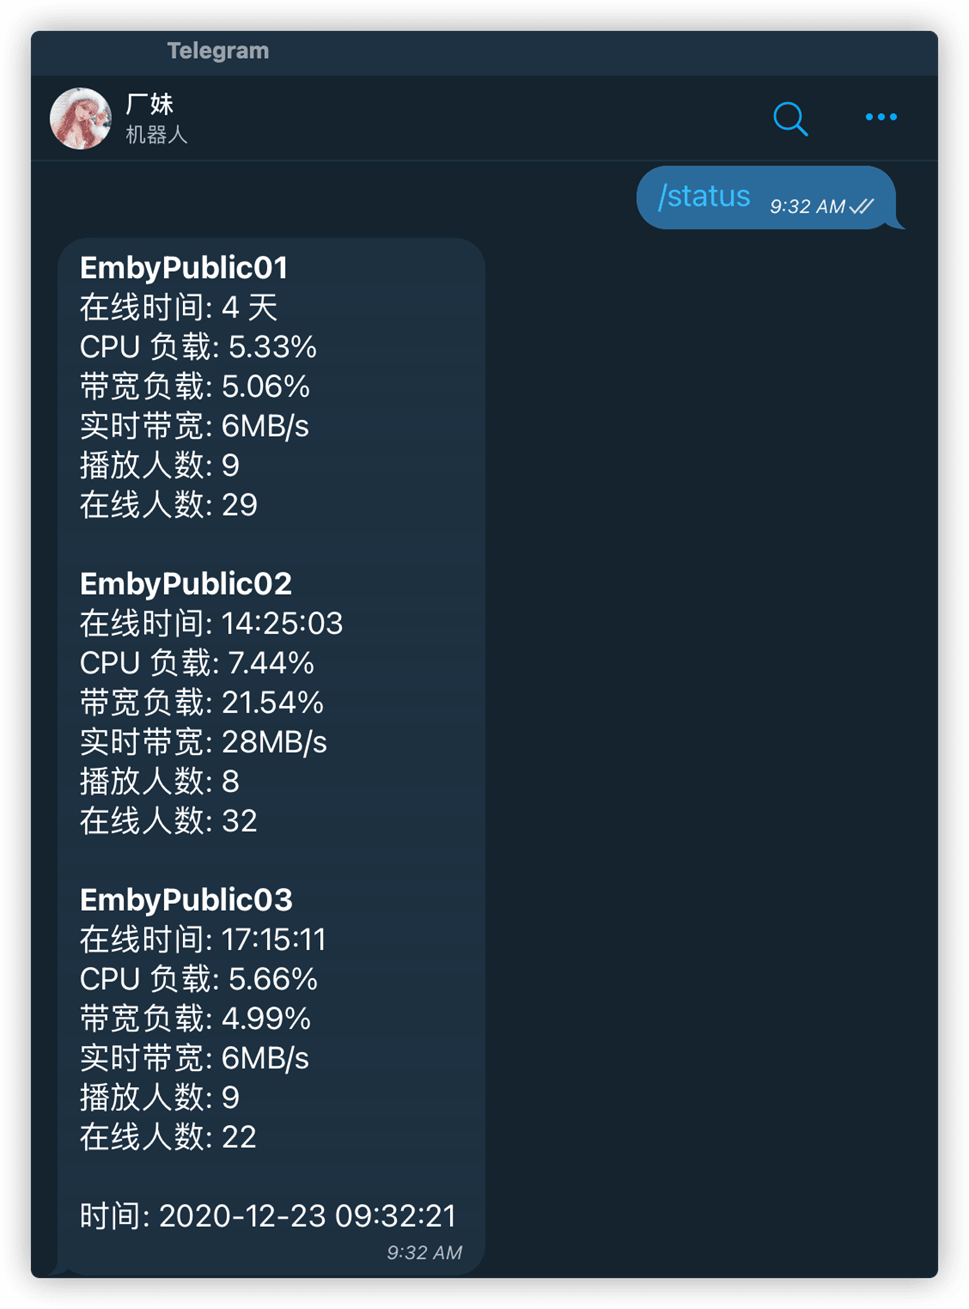 Telegram
厂妹
机器人
/status 9:32 AM
EmbyPublic01
在线时间: 4 天
CPU 负载: 5.33%
带宽负载: 5.06%
实时带宽: 6MB/s
播放人数: 9
在线人数: 29
EmbyPublic02
在线时间: 14:25:03
CPU 负载: 7.44%
带宽负载: 21.54%
实时带宽: 28MB/s
播放人数: 8
在线人数: 32
EmbyPublic03
在线时间: 17:15:11
CPU 负载: 5.66%
带宽负载: 4.99%
实时带宽: 6MB/s
播放人数: 9
在线人数: 22
时间: 2020-12-23 09:32:21
9:32 AM